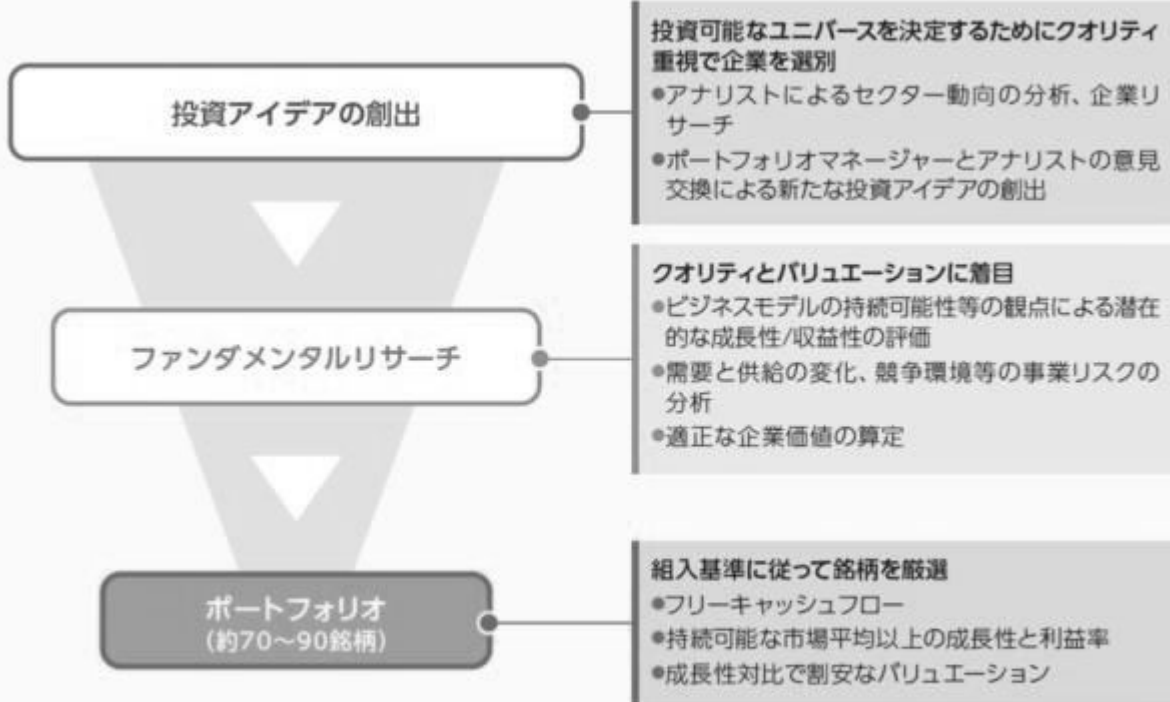 投資アイデアの創出
投資可能なユニバースを決定するためにクオリティ
重視で企業を選別
●アナリストによるセクター動向の分析、企業リ
サーチ
●ポートフォリオマネージャーとアナリストの意見
交換による新たな投資アイデアの創出
ファンダメンタルリサーチ
クオリティとバリュエーションに着目
●ビジネスモデルの持続可能性等の観点による潜在
的な成長性/収益性の評価
●需要と供給の変化、競争環境等の事業リスクの
分析
●適正な企業価値の算定
ポートフォリオ
(約70～90銘柄)
組入基準に従って銘柄を厳選
●フリーキャッシュフロー
●持続可能な市場平均以上の成長性と利益率
●成長性対比で割安なバリュエーション